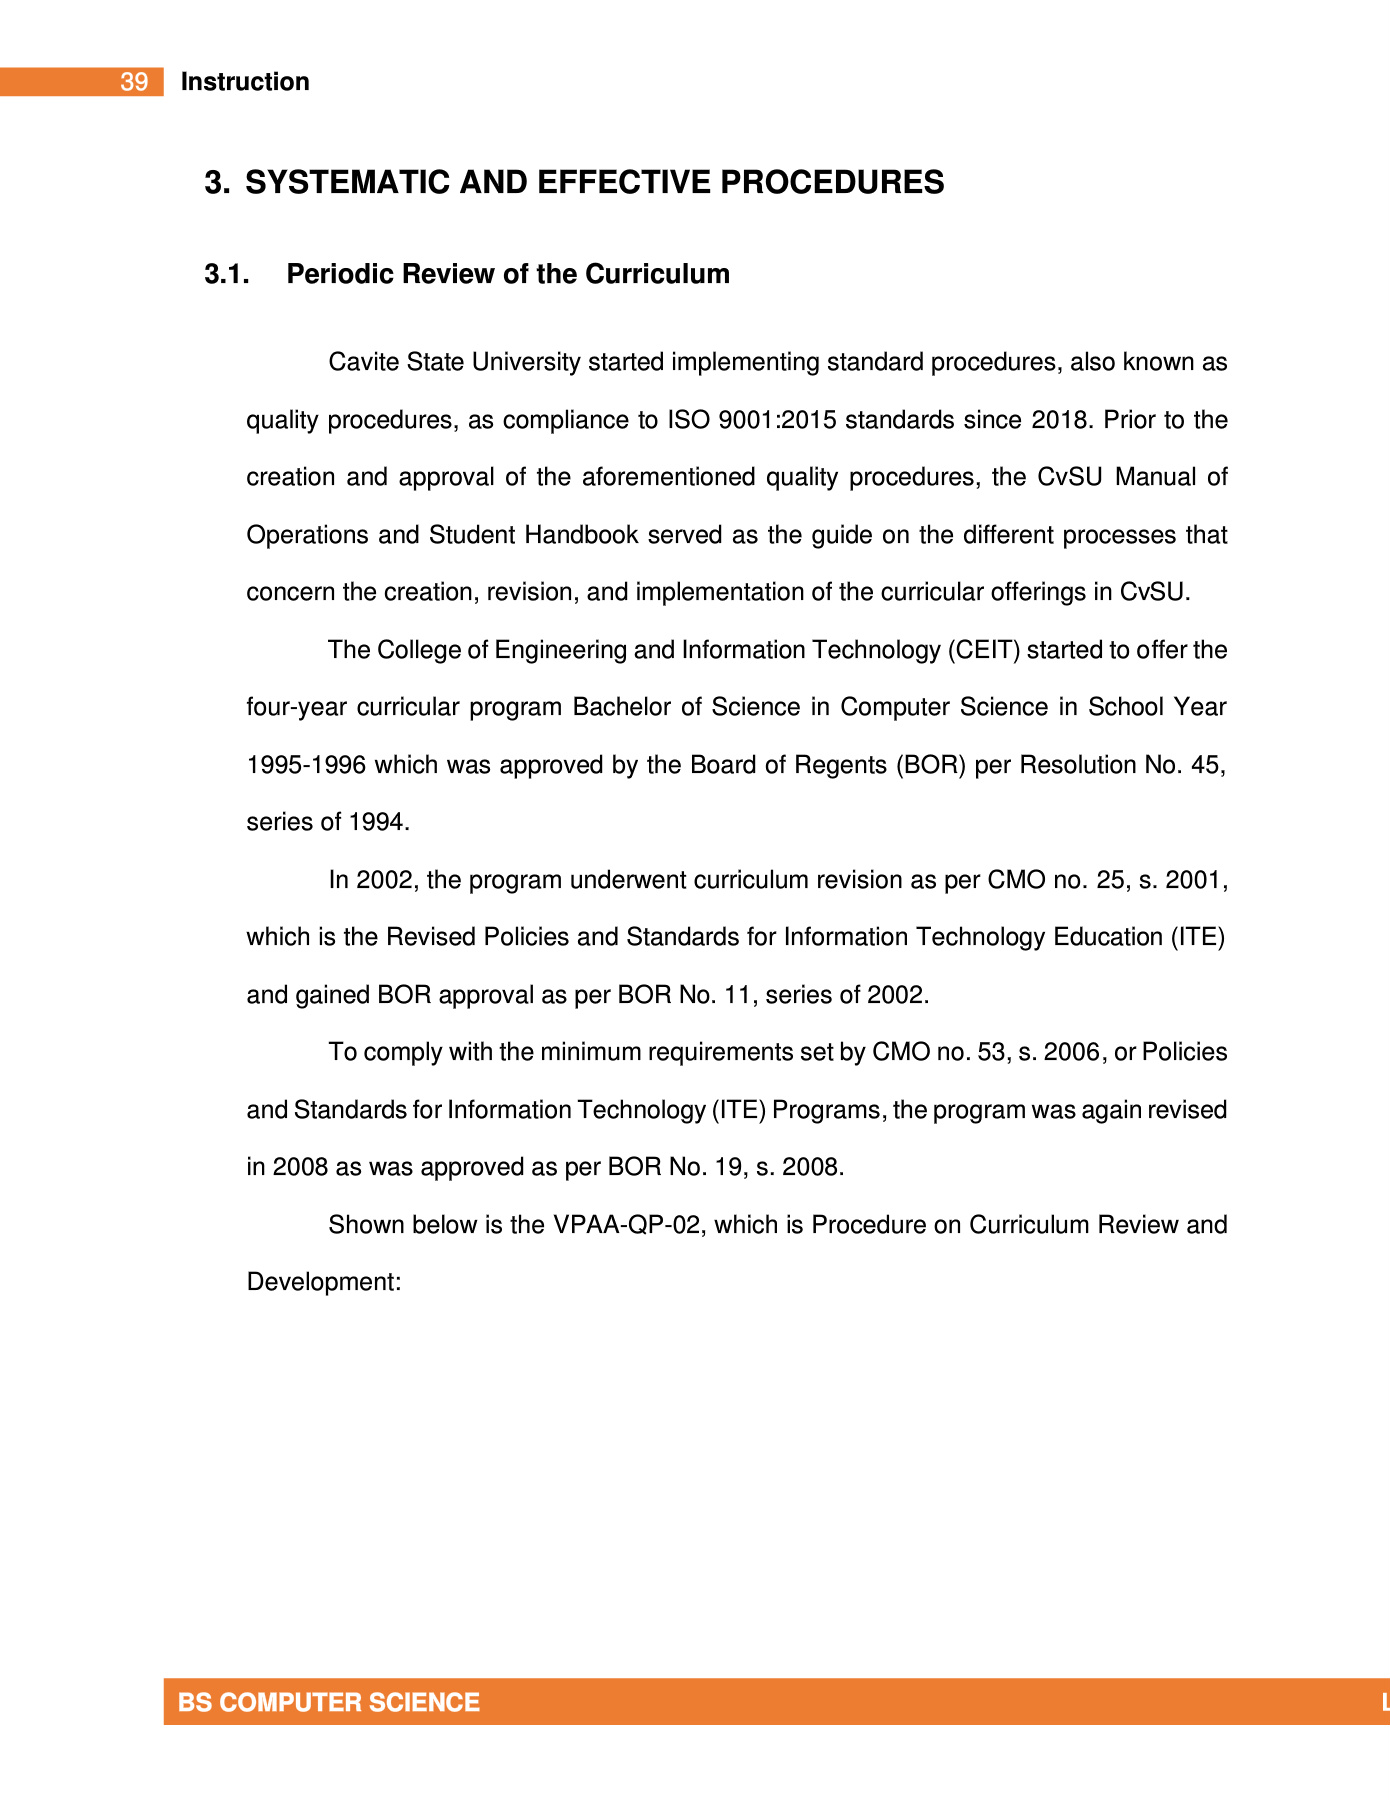 39 Instruction
3. SYSTEMATIC AND EFFECTIVE PROCEDURES
3.1. Periodic Review of the Curriculum
Cavite State University started implementing standard procedures, also known as
quality procedures, as compliance to ISO 9001:2015 standards since 2018. Prior to the
creation and approval of the aforementioned quality procedures, the CvSU Manual of
Operations and Student Handbook served as the guide on the different processes that
concern the creation, revision, and implementation of the curricular offerings in CvSU.
The College of Engineering and Information Technology (CEIT) started to offer the
four-year curricular program Bachelor of Science in Computer Science in School Year
1995-1996 which was approved by the Board of Regents (BOR) per Resolution No. 45,
series of 1994.
In 2002, the program underwent curriculum revision as per CMO no. 25, s. 2001,
which is the Revised Policies and Standards for Information Technology Education (ITE)
and gained BOR approval as per BOR No. 11, series of 2002.
To comply with the minimum requirements set by CMO no. 53, s. 2006, or Policies
and Standards for Information Technology (ITE) Programs, the program was again revised
in 2008 as was approved as per BOR No. 19, s. 2008.
Shown below is the VPAA-QP-02, which is Procedure on Curriculum Review and
Development:
BS COMPUTER SCIENCE